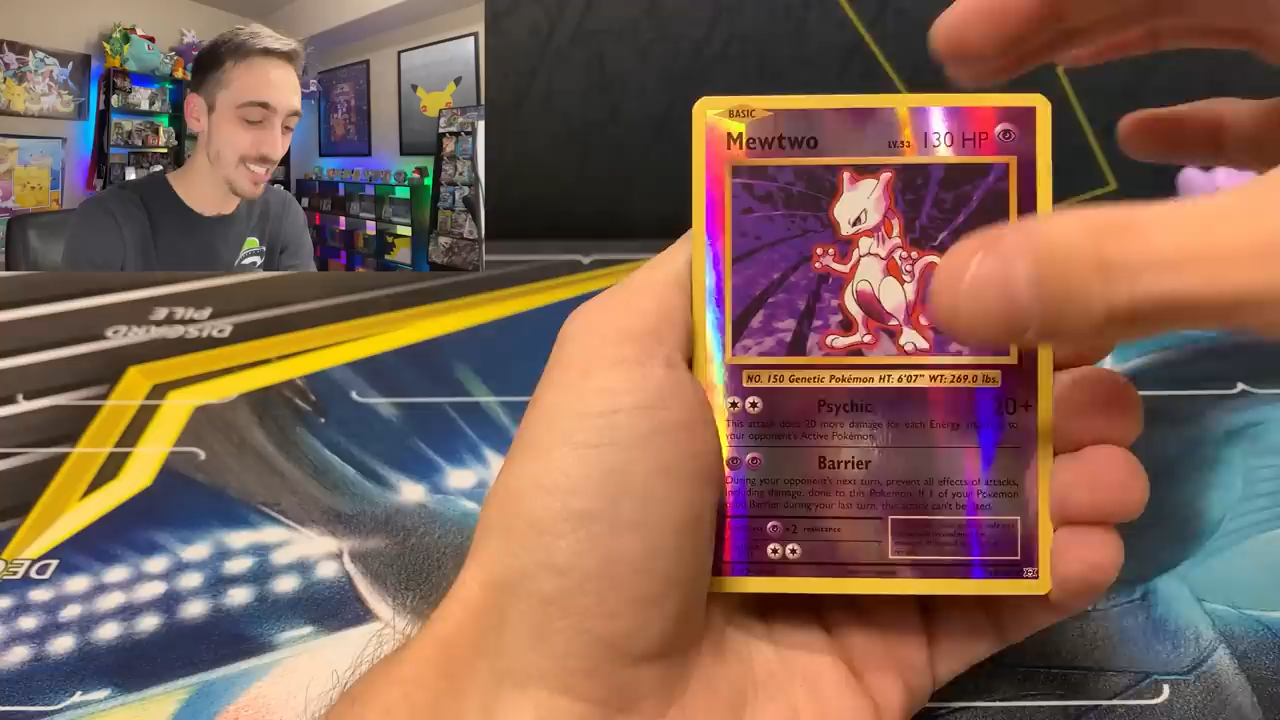 BASIC
Mewtwo LV.53 130 HP
NO. 150 Genetic Pokémon HT: 6'07" WT: 269.0 lbs.
Psychic 20+
This attack does 20 more damage for each Energy to
your opponent's Active Pokémon.
Barrier
During your opponent's next turn, prevent all effects of attacks,
including damage, done to this Pokémon. If 1 of your Pokémon
used Barrier during your last turn, this attack can't be used.
×2 resistance
DISCARD
PILE
DEC